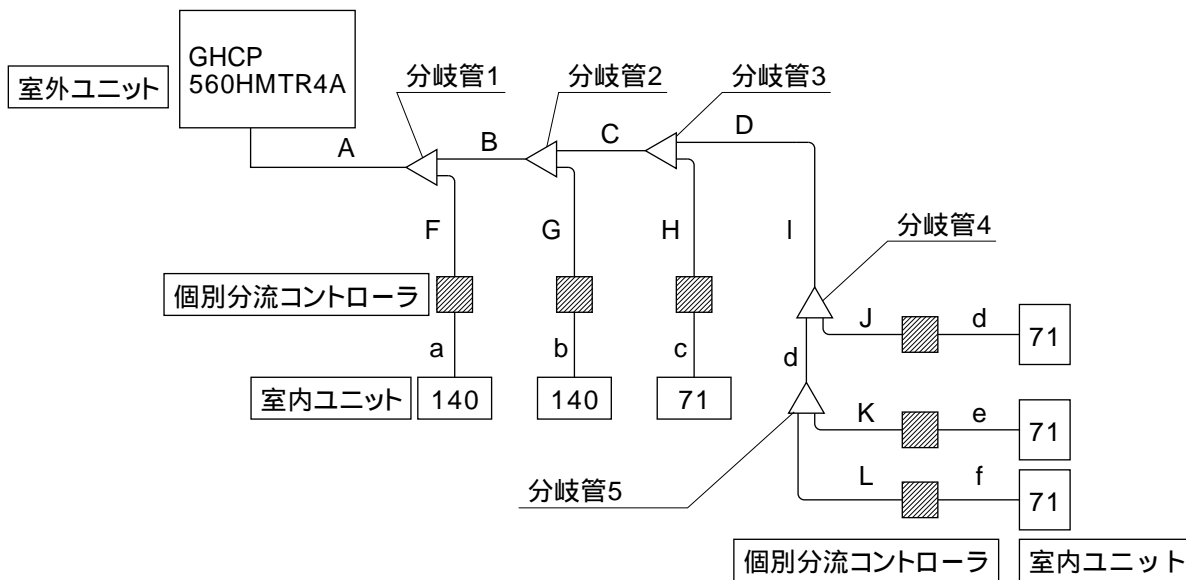 GHCP
560HMTR4A
室外ユニット
分岐管1
分岐管2
分岐管3
A
B
C
D
F
G
H
I
分岐管4
個別分流コントローラ
J
d
71
a
b
c
d
室内ユニット
140
140
71
K
e
71
分岐管5
L
f
71
個別分流コントローラ
室内ユニット